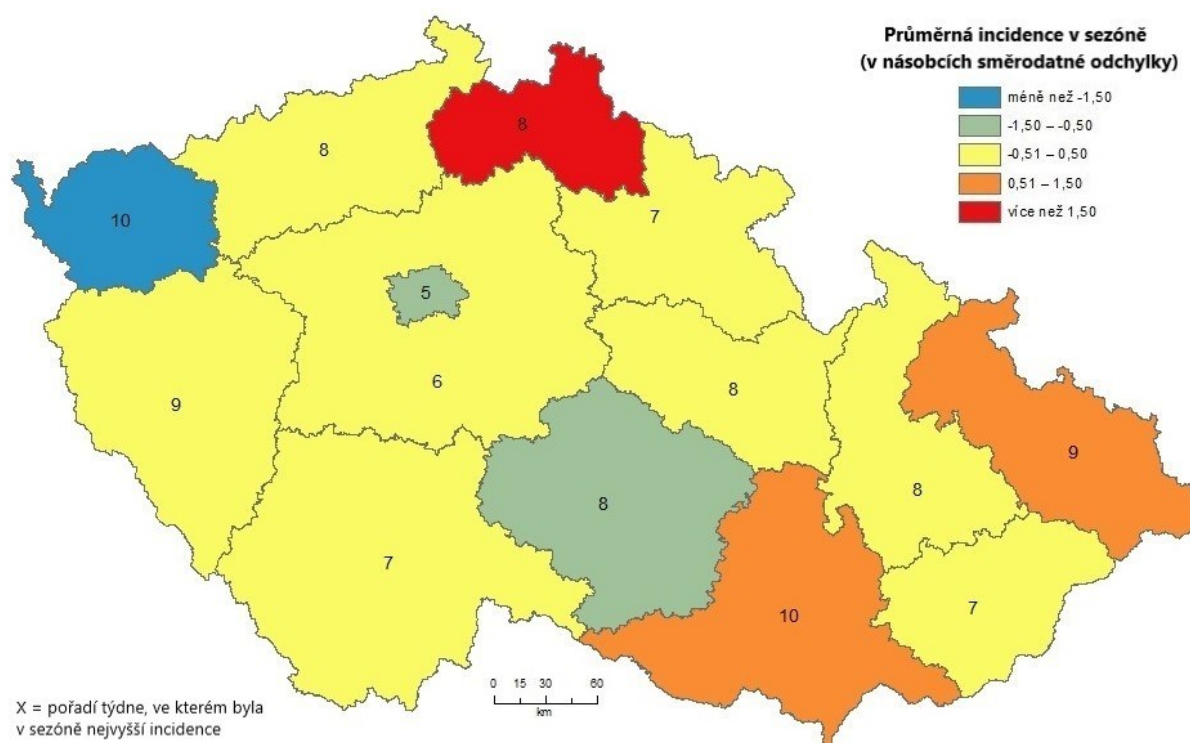 Průměrná incidence v sezóně
(v násobcích směrodatné odchylky)
méně než -1,50
-1,50 – -0,50
-0,51 – 0,50
0,51 – 1,50
více než 1,50
8
8
10
7
5
6
8
9
9
8
8
7
7
10
0 15 30 60
km
X = pořadí týdne, ve kterém byla
v sezóně nejvyšší incidence